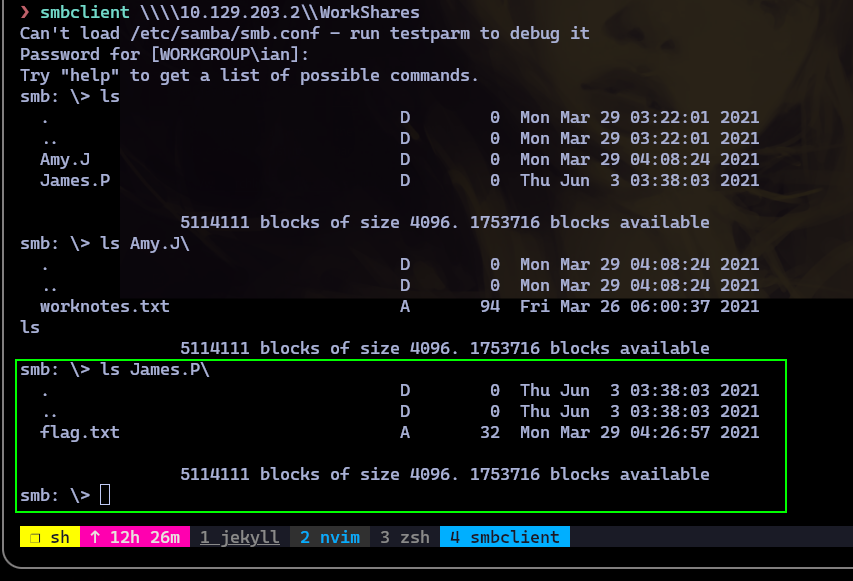 ❯ smbclient \\\\10.129.203.2\\WorkShares
Can't load /etc/samba/smb.conf - run testparm to debug it
Password for [WORKGROUP\ian]:
Try "help" to get a list of possible commands.
smb: \> ls
  .                                   D        0  Mon Mar 29 03:22:01 2021
  ..                                  D        0  Mon Mar 29 03:22:01 2021
  Amy.J                               D        0  Mon Mar 29 04:08:24 2021
  James.P                             D        0  Thu Jun  3 03:38:03 2021
                5114111 blocks of size 4096. 1753716 blocks available
smb: \> ls Amy.J\
  .                                   D        0  Mon Mar 29 04:08:24 2021
  ..                                  D        0  Mon Mar 29 04:08:24 2021
  worknotes.txt                       A       94  Fri Mar 26 06:00:37 2021
ls
                5114111 blocks of size 4096. 1753716 blocks available
smb: \> ls James.P\
  .                                   D        0  Thu Jun  3 03:38:03 2021
  ..                                  D        0  Thu Jun  3 03:38:03 2021
  flag.txt                            A       32  Mon Mar 29 04:26:57 2021
                5114111 blocks of size 4096. 1753716 blocks available
smb: \>
❐ sh ↑ 12h 26m 1 jekyll 2 nvim 3 zsh 4 smbclient